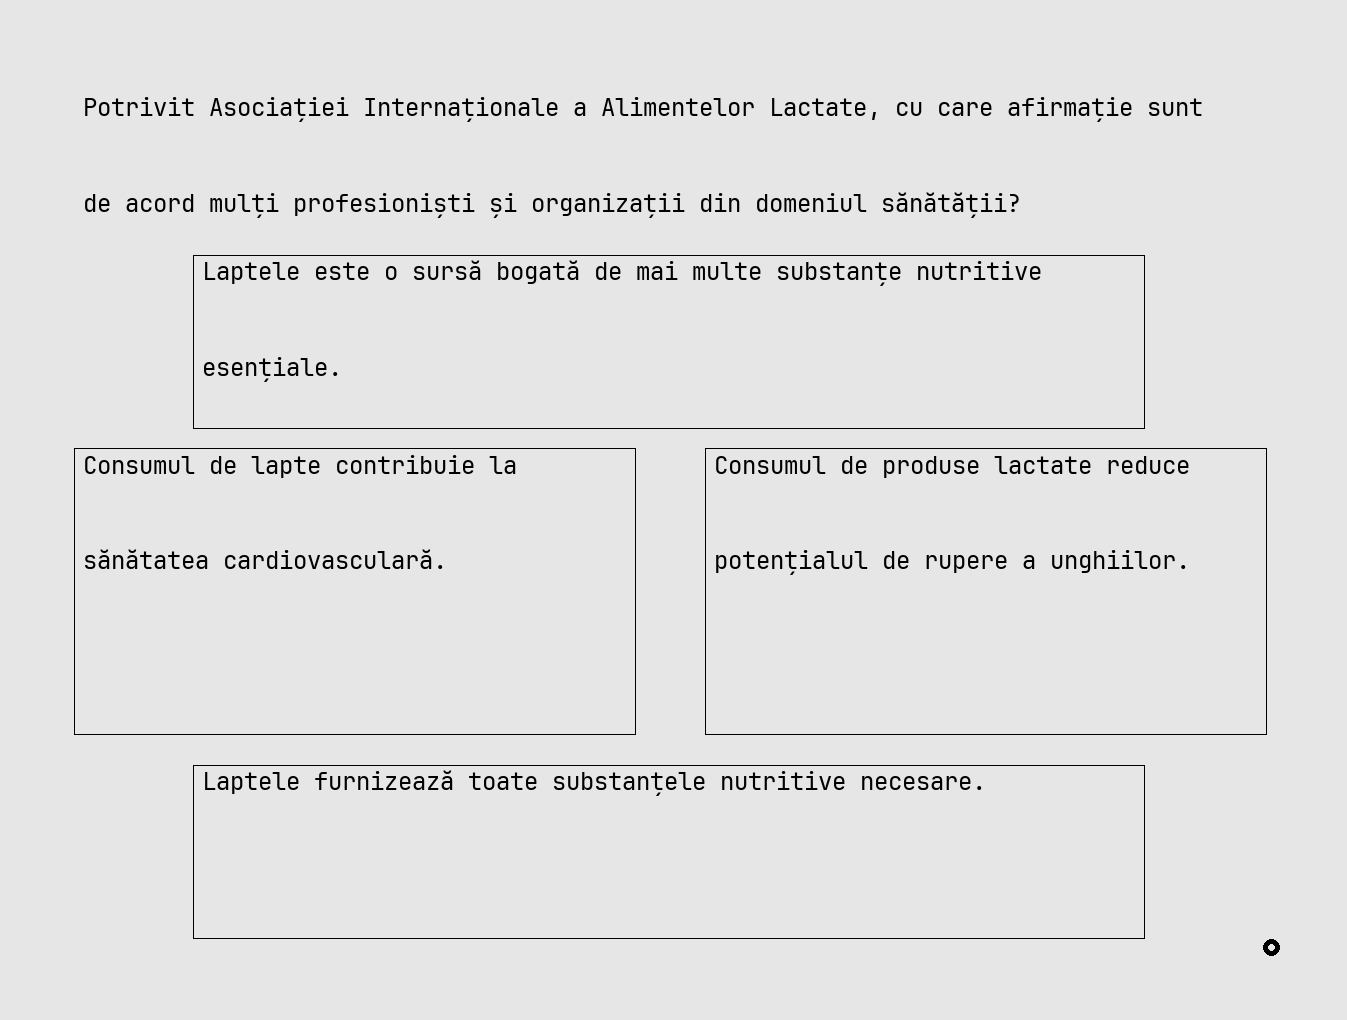 Potrivit Asociației Internaționale a Alimentelor Lactate, cu care afirmație sunt
de acord mulți profesioniști și organizații din domeniul sănătății?
Laptele este o sursă bogată de mai multe substanțe nutritive
esențiale.
Consumul de lapte contribuie la
sănătatea cardiovasculară.
Consumul de produse lactate reduce
potențialul de rupere a unghiilor.
Laptele furnizează toate substanțele nutritive necesare.